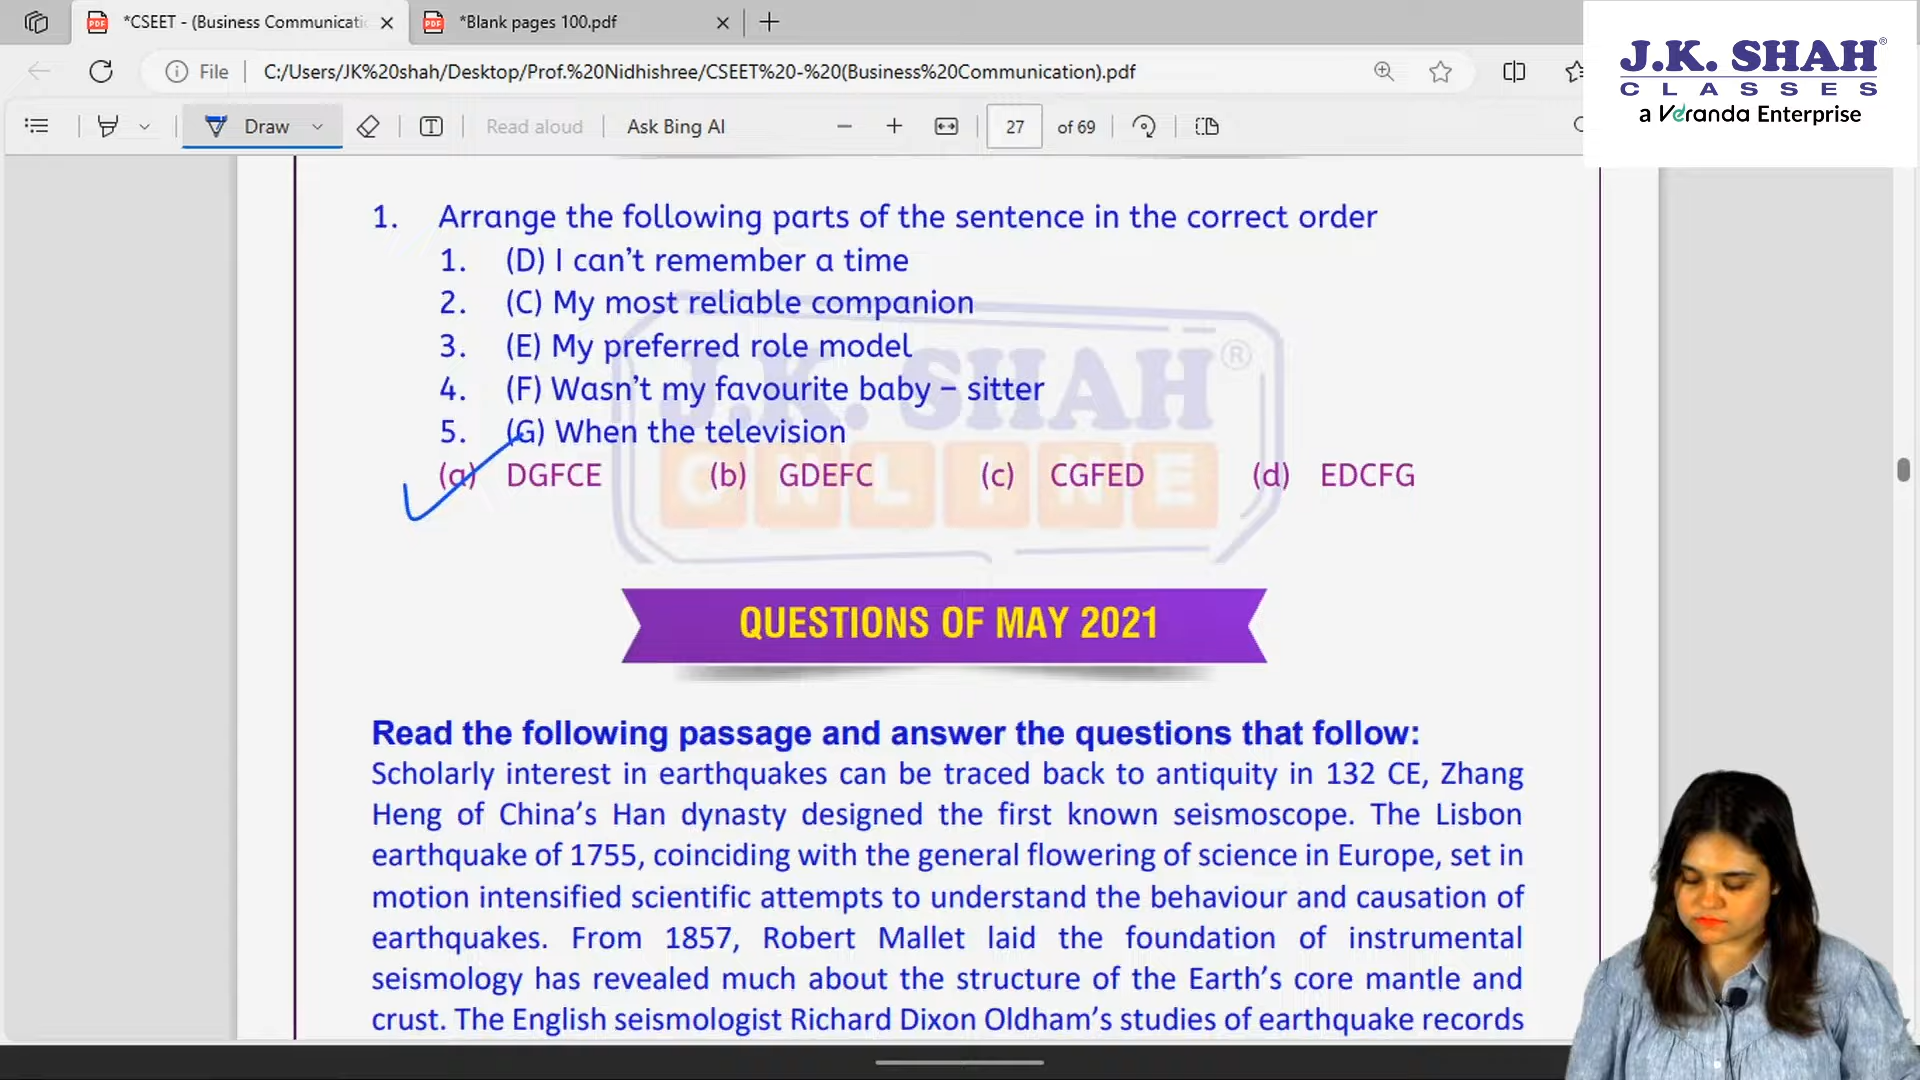 *CSEET - (Business Communicati
*Blank pages 100.pdf
File
C:/Users/JK%20shah/Desktop/Prof.%20Nidhishree/CSEET%20-%20(Business%20Communication).pdf
J.K. SHAH®
CLASSES
a Veranda Enterprise
Draw
Read aloud
Ask Bing AI
27
of 69
1. Arrange the following parts of the sentence in the correct order
1. (D) I can't remember a time
2. (C) My most reliable companion
3. (E) My preferred role model
4. (F) Wasn't my favourite baby – sitter
5. (G) When the television
(a) DGFCE (b) GDEFC (c) CGFED (d) EDCFG
J.K. SHAH®
ONLINE
QUESTIONS OF MAY 2021
Read the following passage and answer the questions that follow:
Scholarly interest in earthquakes can be traced back to antiquity in 132 CE, Zhang
Heng of China's Han dynasty designed the first known seismoscope. The Lisbon
earthquake of 1755, coinciding with the general flowering of science in Europe, set in
motion intensified scientific attempts to understand the behaviour and causation of
earthquakes. From 1857, Robert Mallet laid the foundation of instrumental
seismology has revealed much about the structure of the Earth's core mantle and
crust. The English seismologist Richard Dixon Oldham's studies of earthquake records